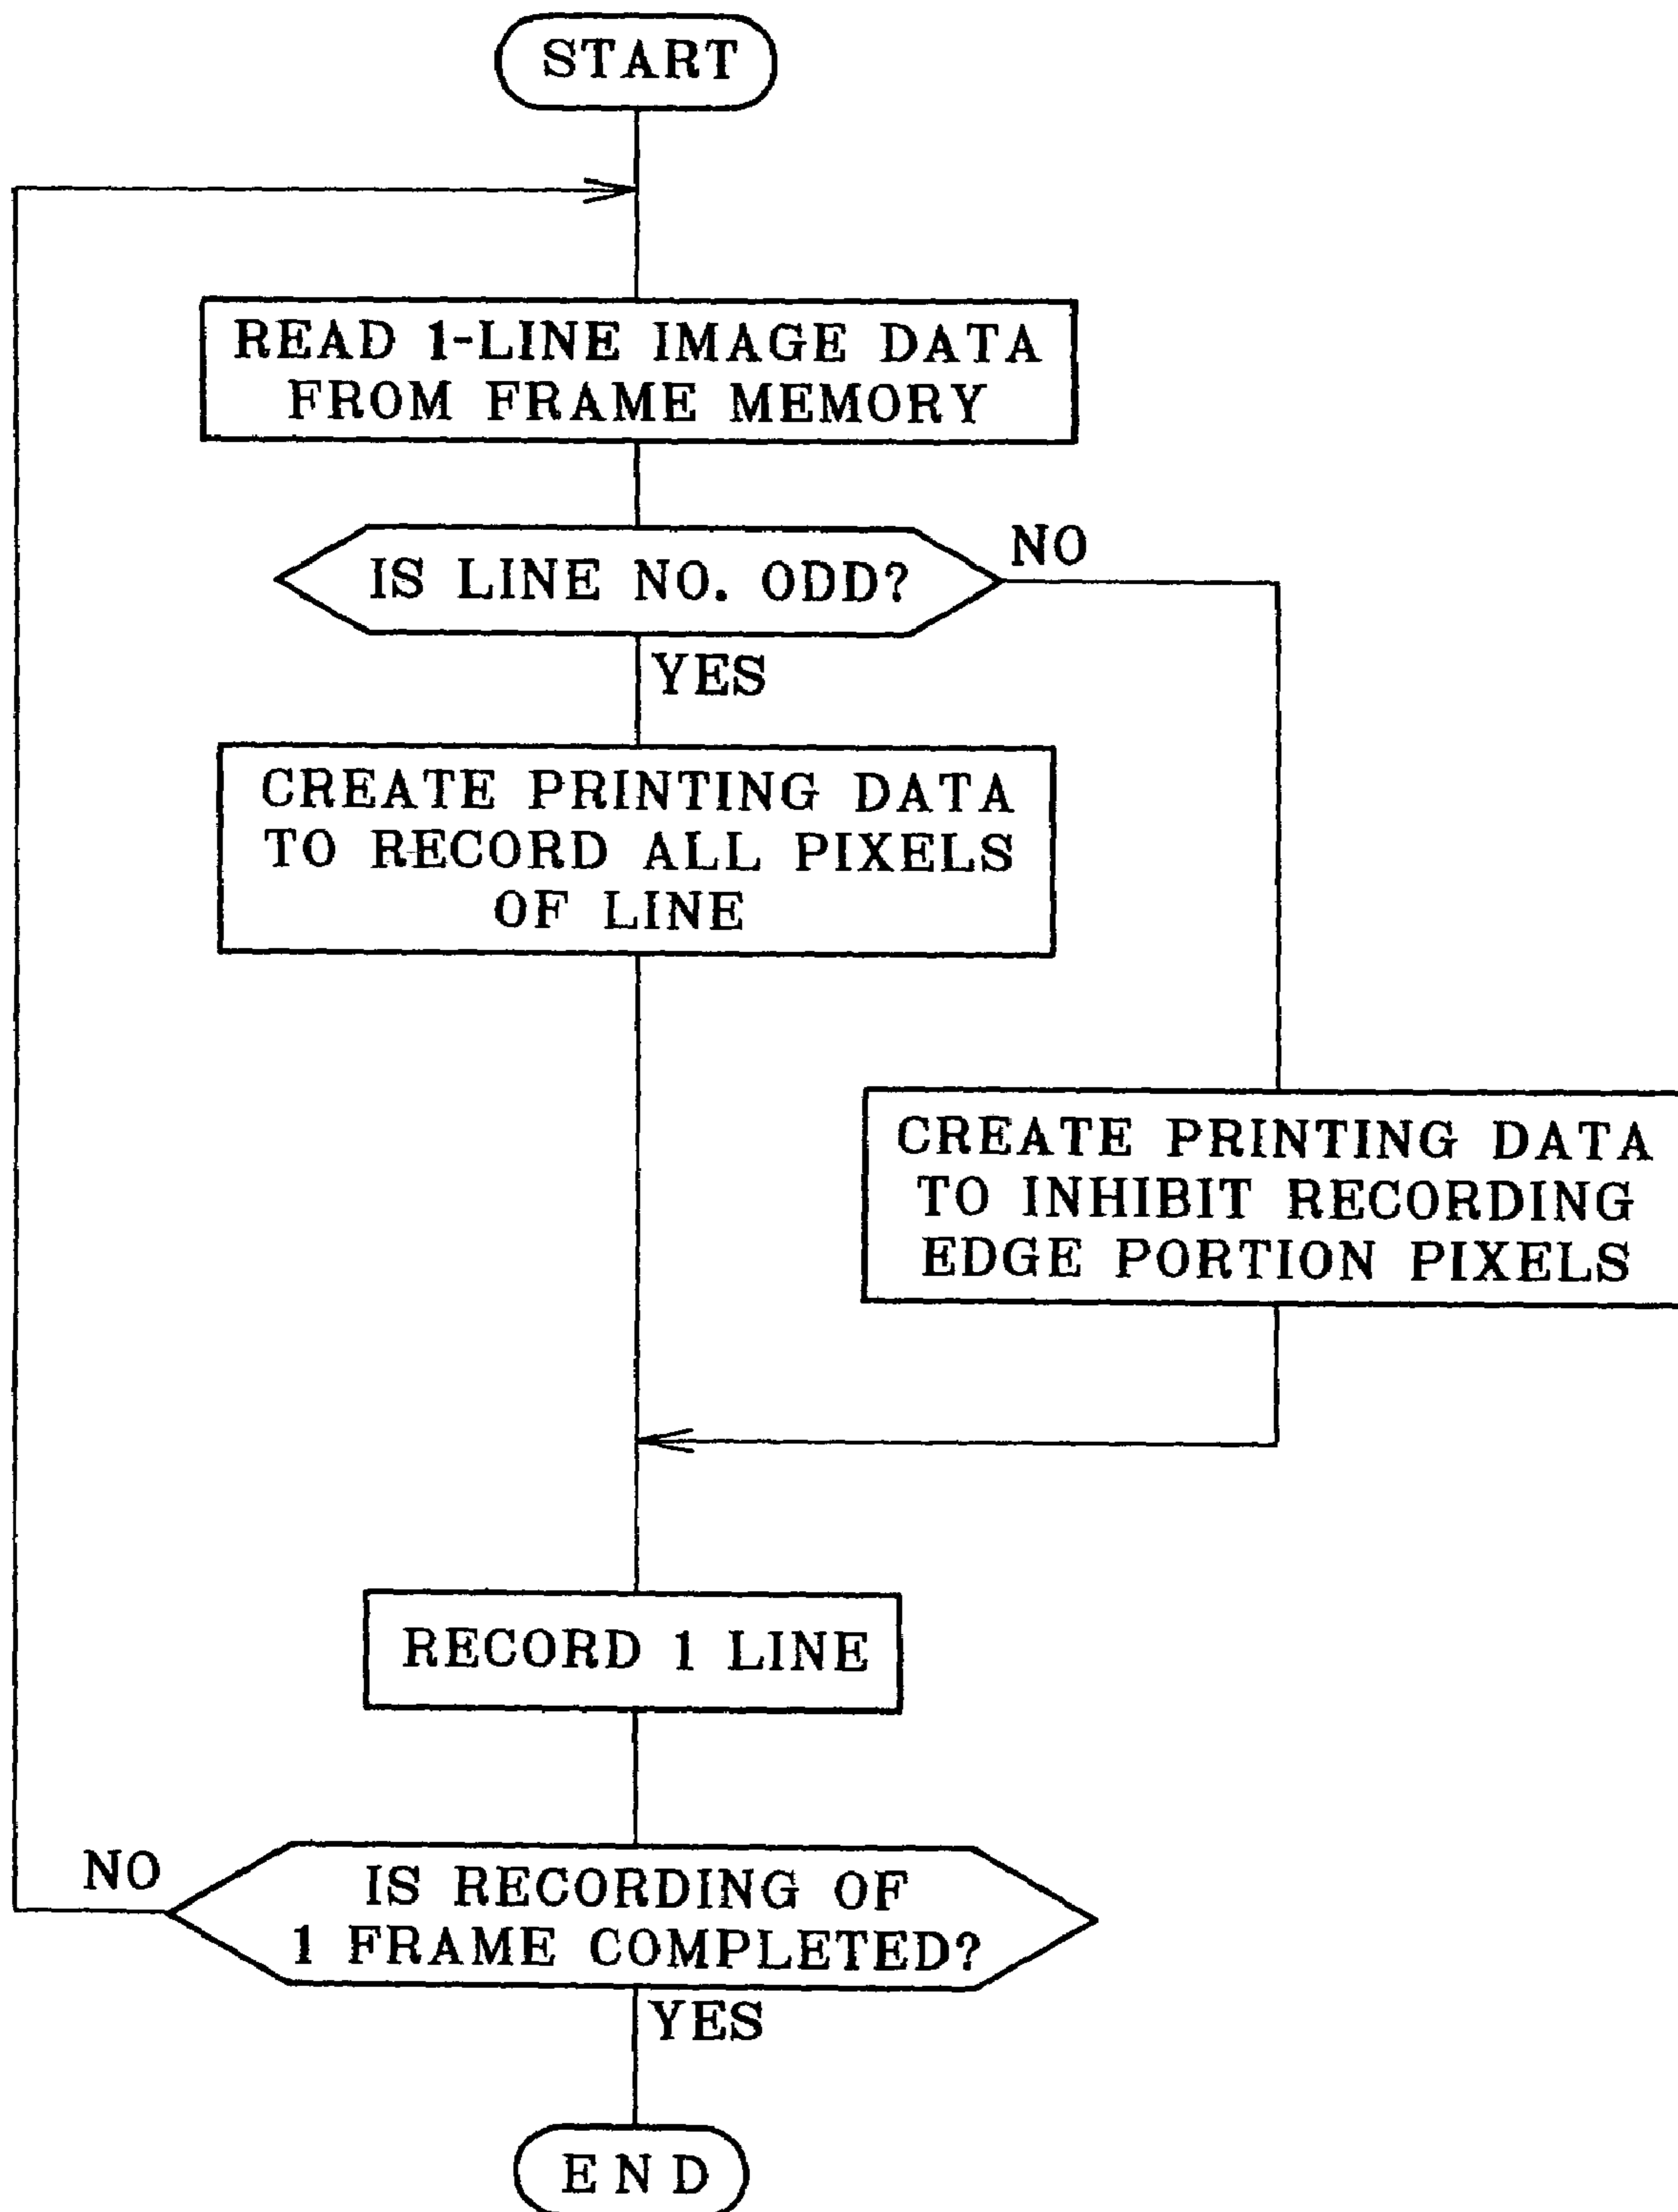 START
READ 1-LINE IMAGE DATA
FROM FRAME MEMORY
IS LINE NO. ODD?
NO
YES
CREATE PRINTING DATA
TO RECORD ALL PIXELS
OF LINE
CREATE PRINTING DATA
TO INHIBIT RECORDING
EDGE PORTION PIXELS
RECORD 1 LINE
NO
IS RECORDING OF
1 FRAME COMPLETED?
YES
END